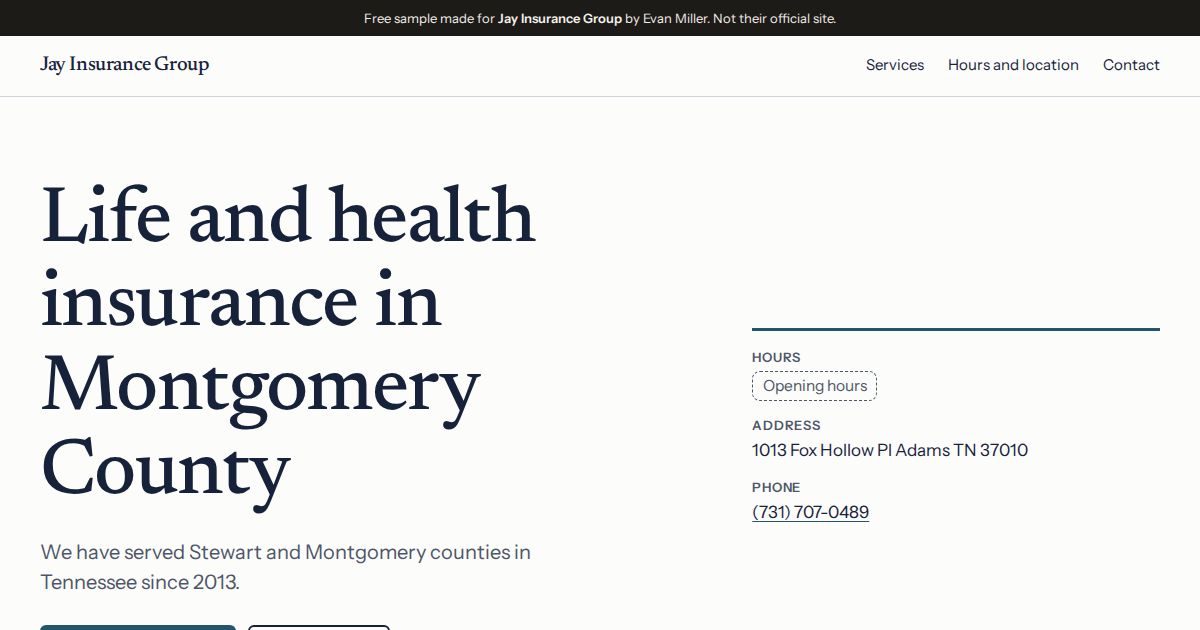 Free sample made for Jay Insurance Group by Evan Miller. Not their official site.
Jay Insurance Group
Services
Hours and location
Contact
Life and health
insurance in
Montgomery
County
We have served Stewart and Montgomery counties in
Tennessee since 2013.
HOURS
Opening hours
ADDRESS
1013 Fox Hollow Pl Adams TN 37010
PHONE
(731) 707-0489